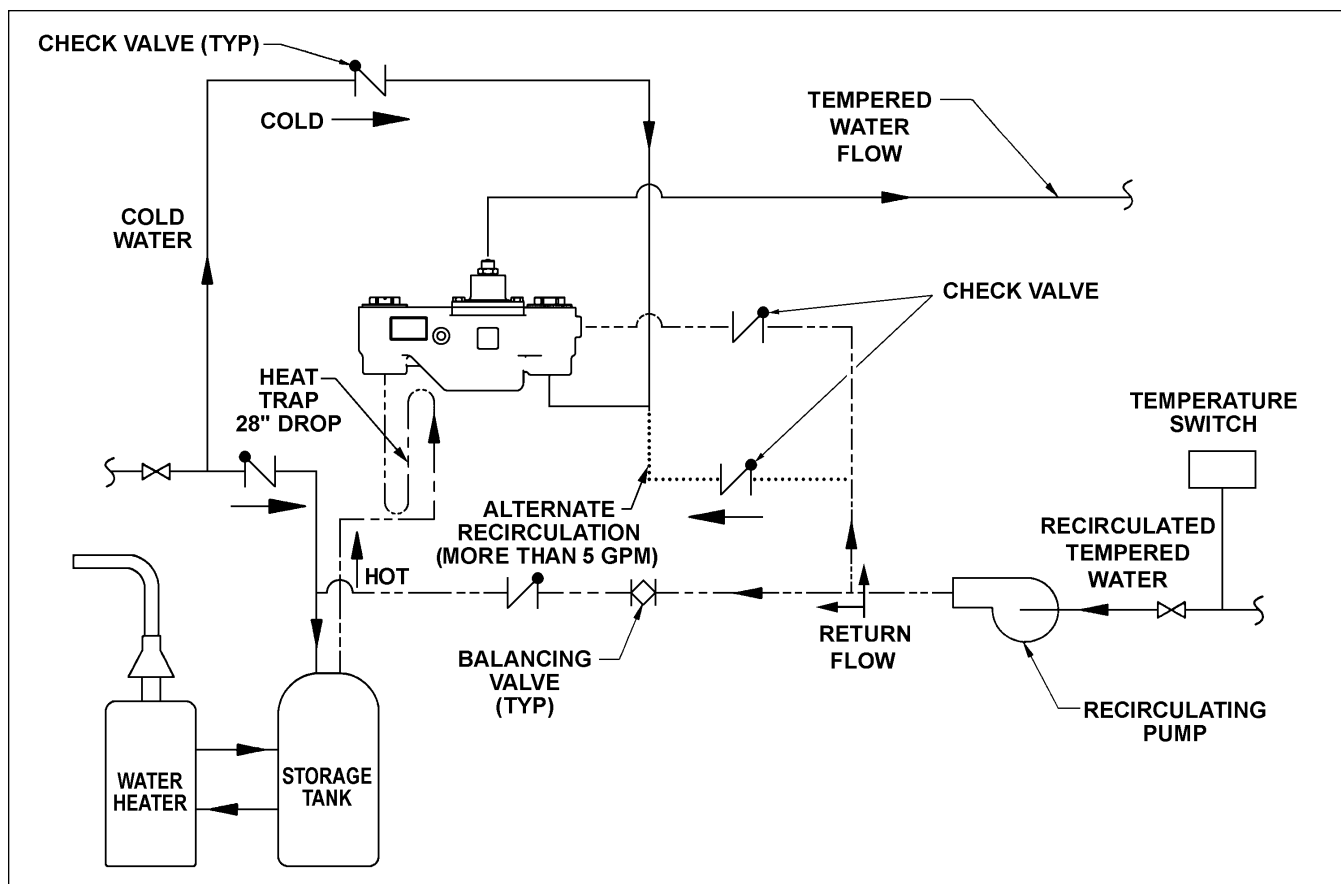 CHECK VALVE (TYP)
COLD
TEMPERED
WATER
FLOW
COLD
WATER
CHECK VALVE
HEAT
TRAP
28" DROP
TEMPERATURE
SWITCH
ALTERNATE
RECIRCULATION
(MORE THAN 5 GPM)
RECIRCULATED
TEMPERED
WATER
HOT
RETURN
FLOW
BALANCING
VALVE
(TYP)
RECIRCULATING
PUMP
WATER
HEATER
STORAGE
TANK